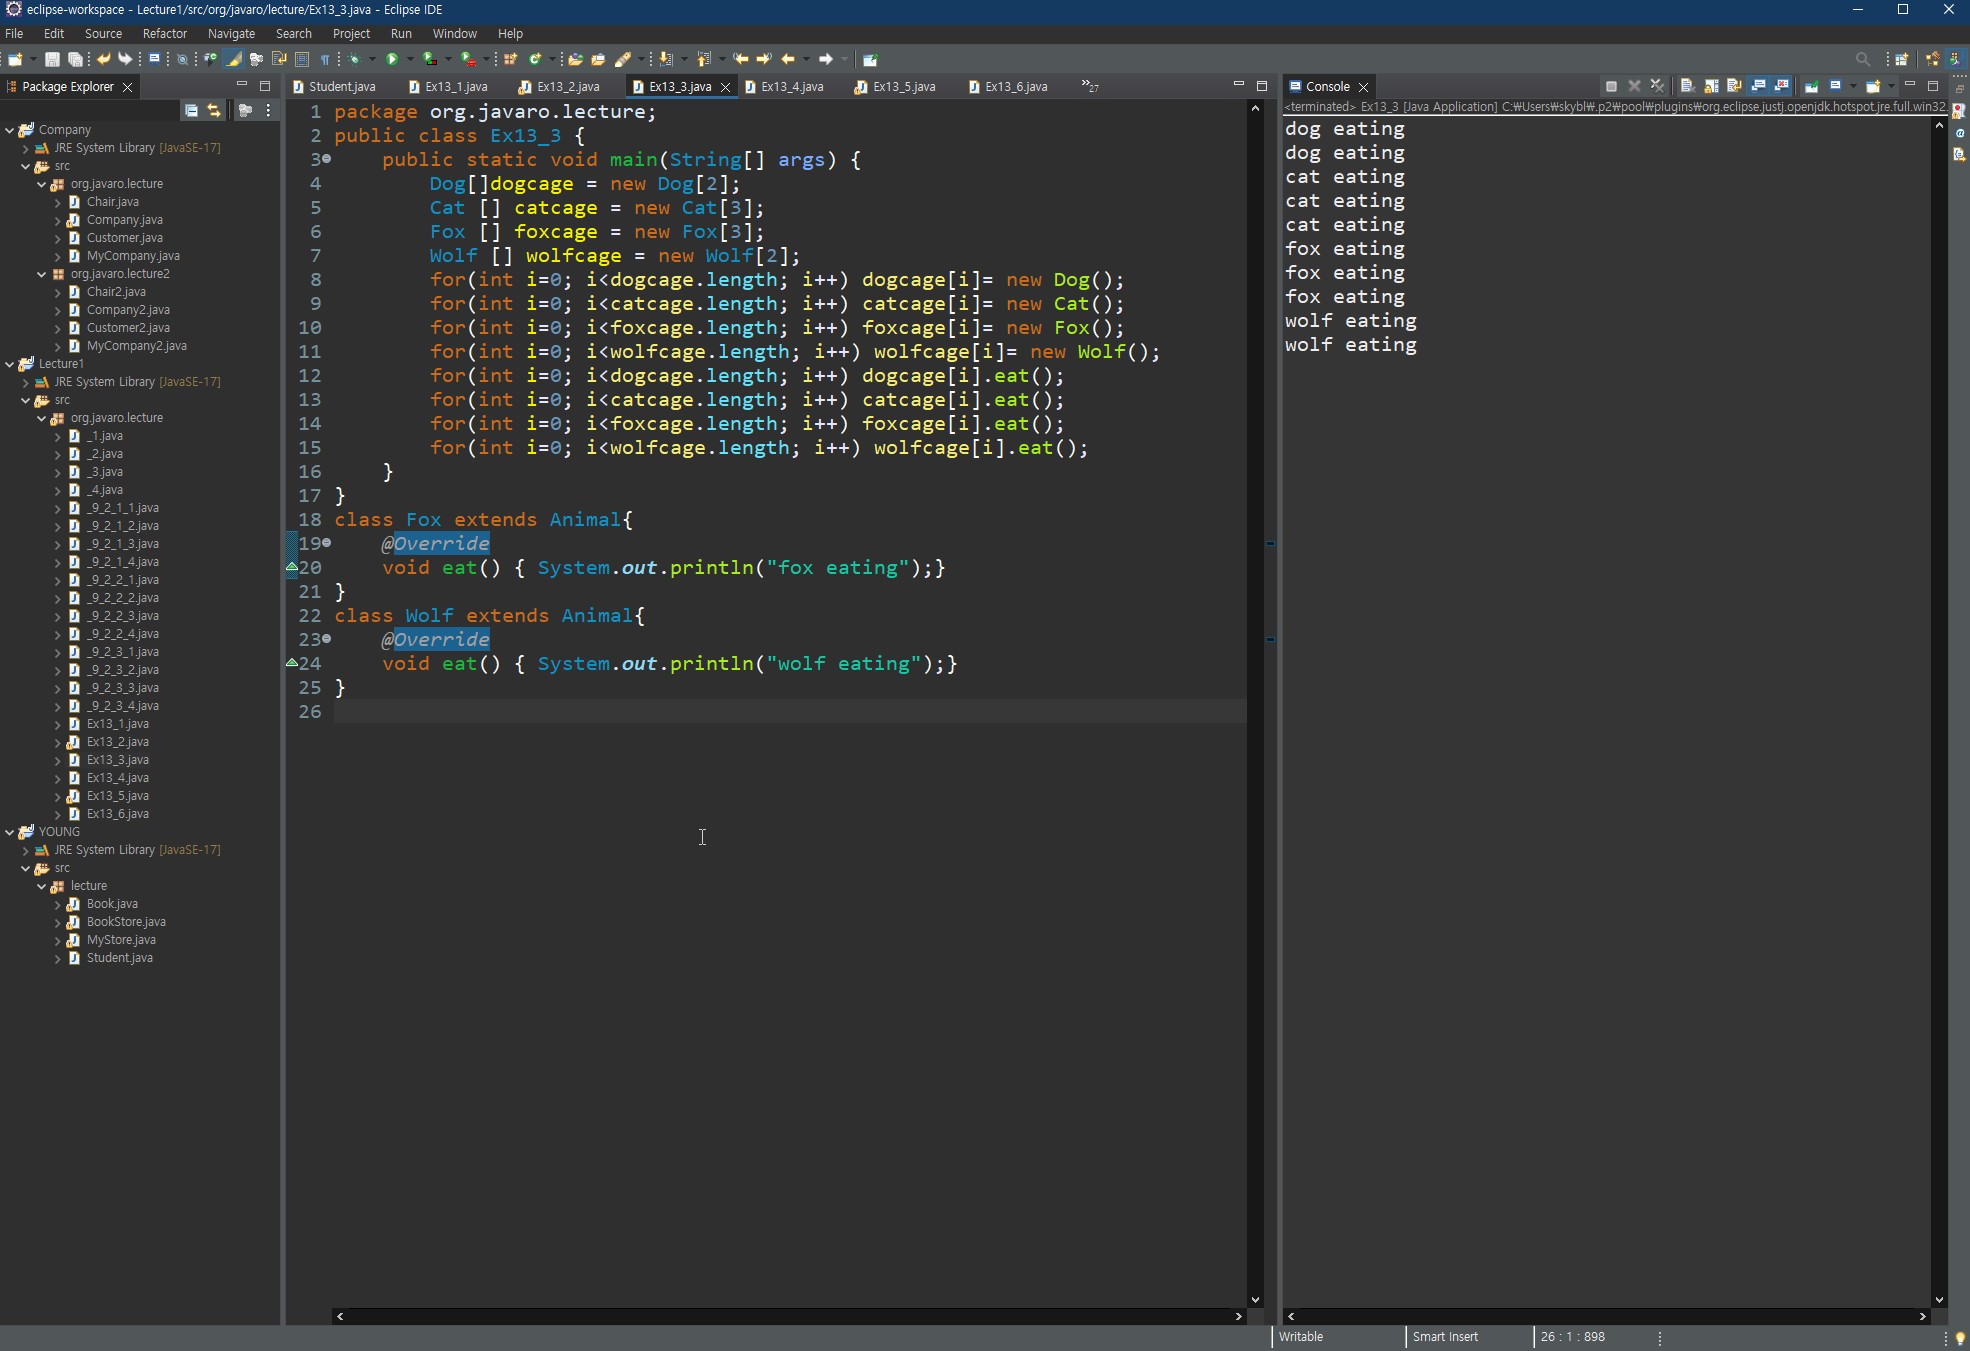 eclipse-workspace - Lecture1/src/org/javaro/lecture/Ex13_3.java - Eclipse IDE
File Edit Source Refactor Navigate Search Project Run Window Help
Package Explorer
Company
JRE System Library [JavaSE-17]
src
org.javaro.lecture
Chair.java
Company.java
Customer.java
MyCompany.java
org.javaro.lecture2
Chair2.java
Company2.java
Customer2.java
MyCompany2.java
Lecture1
JRE System Library [JavaSE-17]
src
org.javaro.lecture
_1.java
_2.java
_3.java
_4.java
_9_2_1_1.java
_9_2_1_2.java
_9_2_1_3.java
_9_2_1_4.java
_9_2_2_1.java
_9_2_2_2.java
_9_2_2_3.java
_9_2_2_4.java
_9_2_3_1.java
_9_2_3_2.java
_9_2_3_3.java
_9_2_3_4.java
Ex13_1.java
Ex13_2.java
Ex13_3.java
Ex13_4.java
Ex13_5.java
Ex13_6.java
YOUNG
JRE System Library [JavaSE-17]
src
lecture
Book.java
BookStore.java
MyStore.java
Student.java
Student.java Ex13_1.java Ex13_2.java Ex13_3.java Ex13_4.java Ex13_5.java Ex13_6.java »27
1 package org.javaro.lecture;
2 public class Ex13_3 {
3 public static void main(String[] args) {
4 Dog[]dogcage = new Dog[2];
5 Cat [] catcage = new Cat[3];
6 Fox [] foxcage = new Fox[3];
7 Wolf [] wolfcage = new Wolf[2];
8 for(int i=0; i<dogcage.length; i++) dogcage[i]= new Dog();
9 for(int i=0; i<catcage.length; i++) catcage[i]= new Cat();
10 for(int i=0; i<foxcage.length; i++) foxcage[i]= new Fox();
11 for(int i=0; i<wolfcage.length; i++) wolfcage[i]= new Wolf();
12 for(int i=0; i<dogcage.length; i++) dogcage[i].eat();
13 for(int i=0; i<catcage.length; i++) catcage[i].eat();
14 for(int i=0; i<foxcage.length; i++) foxcage[i].eat();
15 for(int i=0; i<wolfcage.length; i++) wolfcage[i].eat();
16 }
17 }
18 class Fox extends Animal{
19 @Override
20 void eat() { System.out.println("fox eating");}
21 }
22 class Wolf extends Animal{
23 @Override
24 void eat() { System.out.println("wolf eating");}
25 }
26
Console
<terminated> Ex13_3 [Java Application] C:₩Users₩skybl₩.p2₩pool₩plugins₩org.eclipse.justj.openjdk.hotspot.jre.full.win32.
dog eating
dog eating
cat eating
cat eating
cat eating
fox eating
fox eating
fox eating
wolf eating
wolf eating
Writable Smart Insert 26 : 1 : 898